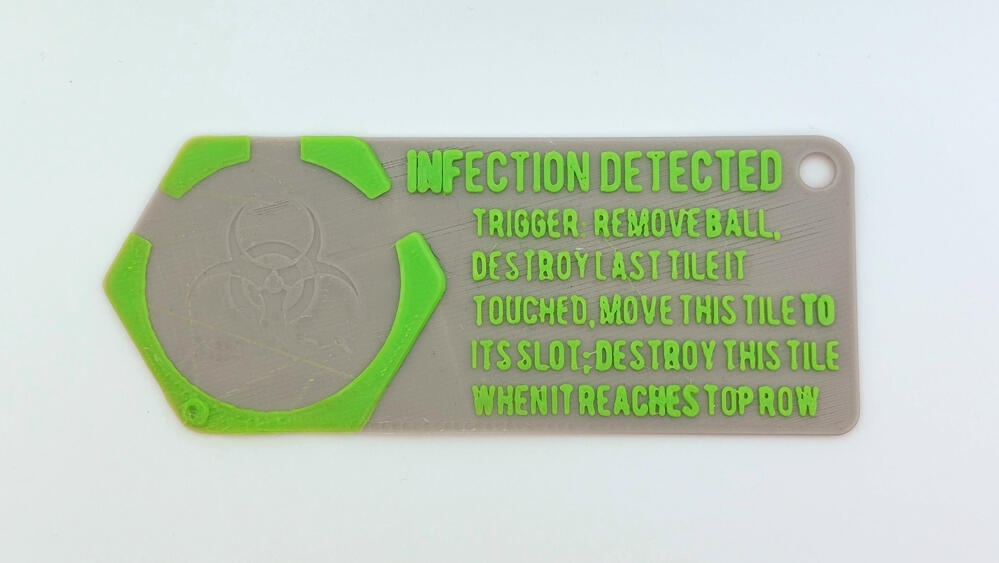 INFECTION DETECTED
TRIGGER: REMOVE BALL,
DESTROY LAST TILE IT
TOUCHED, MOVE THIS TILE TO
ITS SLOT; DESTROY THIS TILE
WHEN IT REACHES TOP ROW